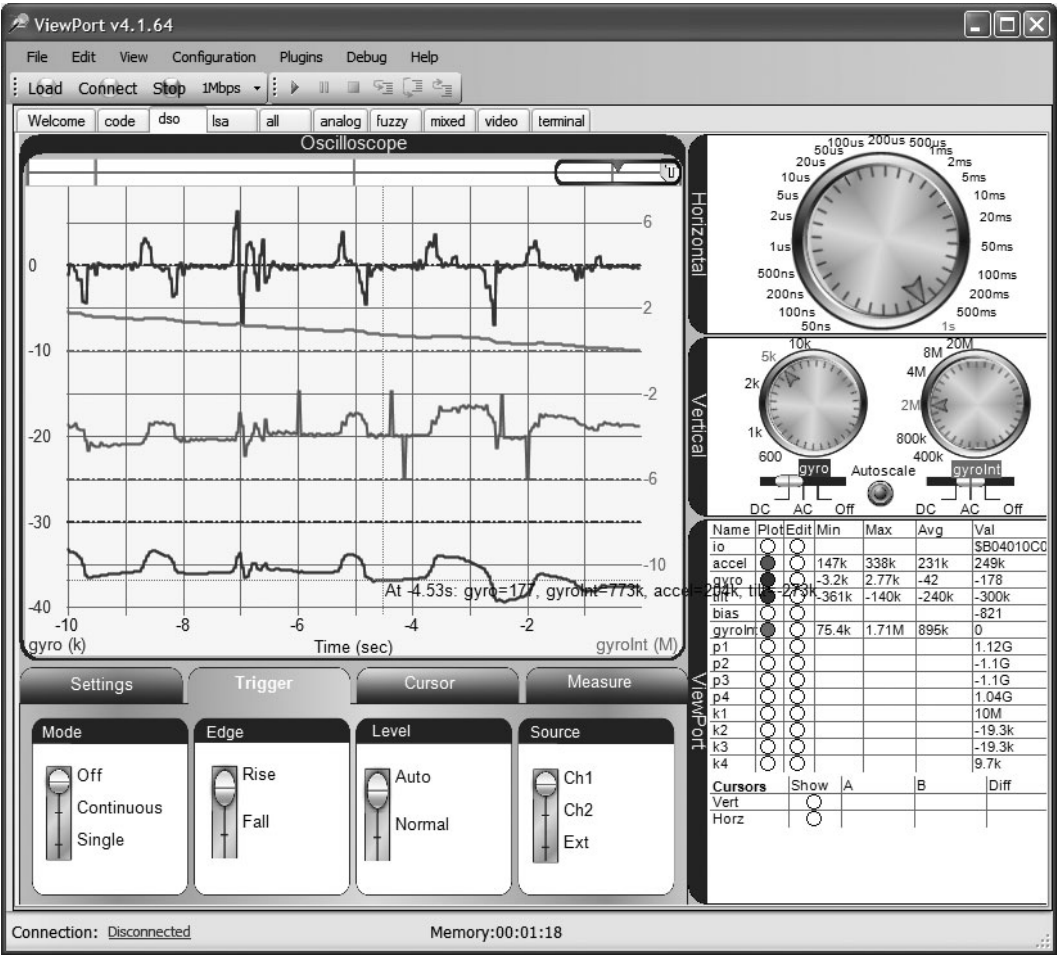 ViewPort v4.1.64
File Edit View Configuration Plugins Debug Help
Load Connect Stop 1Mbps
Welcome code dso lsa all analog fuzzy mixed video terminal
Oscilloscope
0
-10
-20
-30
-40
6
2
-2
-6
-10
At -4.53s: gyro=177, gyroInt=773k, accel=204k, tilt=-273k
-10 -8 -6 -4 -2
gyro (k) Time (sec) gyroInt (M)
Horizontal
50ns
100ns
200ns
500ns
1us
2us
5us
10us
20us
50us
100us
200us
500us
1ms
2ms
5ms
10ms
20ms
50ms
100ms
200ms
500ms
1s
Vertical
600
1k
2k
5k
10k
400k
800k
2M
4M
8M
20M
gyro Autoscale gyroInt
DC AC Off DC AC Off
ViewPort
Name Plot Edit Min Max Avg Val
io $B04010C0
accel 147k 338k 231k 249k
gyro -3.2k 2.77k -42 -178
tilt -361k -140k -240k -300k
bias -821
gyroInt 75.4k 1.71M 895k 0
p1 1.12G
p2 -1.1G
p3 -1.1G
p4 1.04G
k1 10M
k2 -19.3k
k3 -19.3k
k4 9.7k
Cursors Show A B Diff
Vert
Horz
Settings Trigger Cursor Measure
Mode
Off
Continuous
Single
Edge
Rise
Fall
Level
Auto
Normal
Source
Ch1
Ch2
Ext
Connection: Disconnected Memory:00:01:18